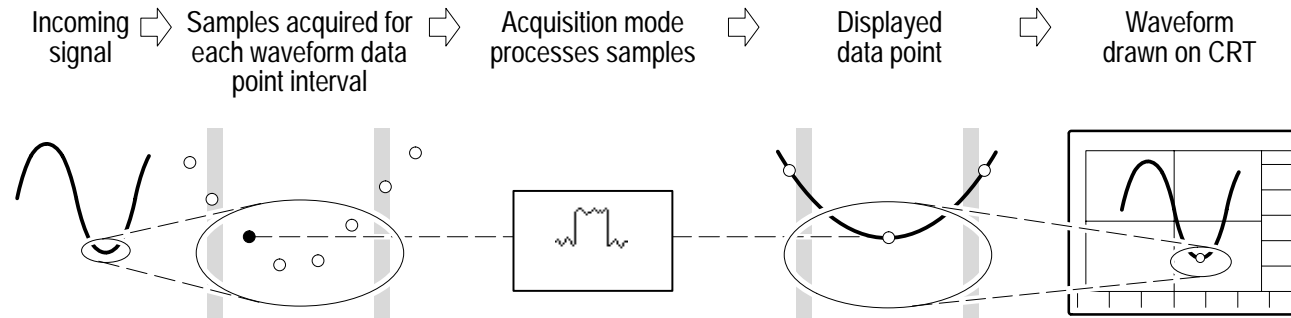 Incoming
signal
Samples acquired for
each waveform data
point interval
Acquisition mode
processes samples
Displayed
data point
Waveform
drawn on CRT